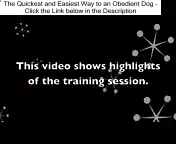 The Quickest and Easiest Way to an Obedient Dog -
Click the Link below in the Description
This video shows highlights
of the training session.